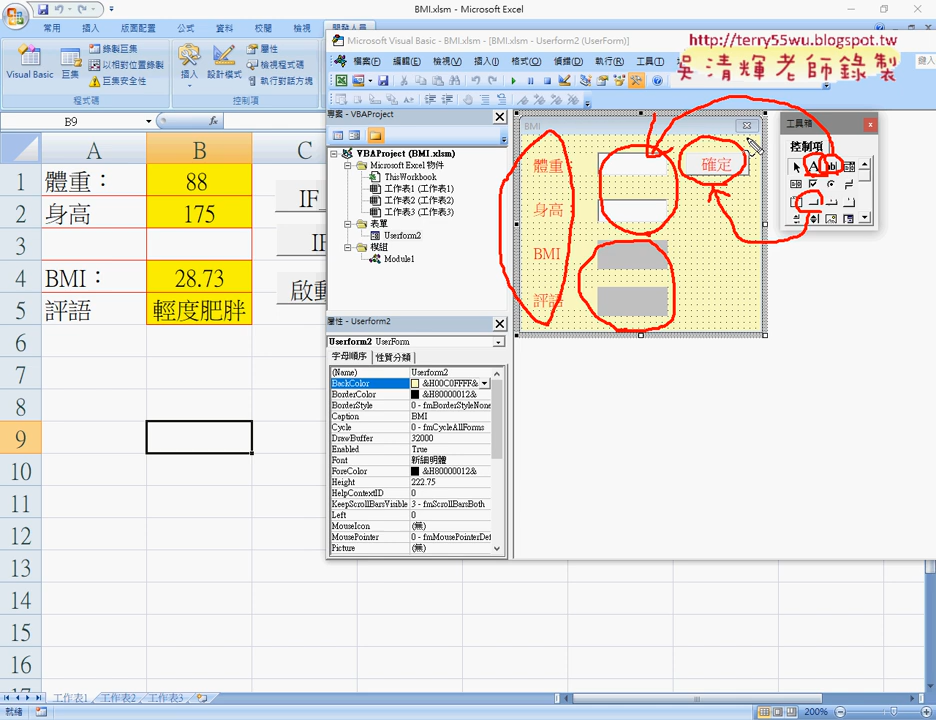 BMI.xlsm - Microsoft Excel
常用 插入 版面配置 公式 資料 校閱 檢視 開發人員
Visual Basic
巨集
錄製巨集
以相對位置錄製
巨集安全性
程式碼
插入
設計模式
屬性
檢視程式碼
執行對話方塊
控制項
B9
fx
A B C
1 體重： 88
2 身高 175
3
4 BMI： 28.73
5 評語 輕度肥胖
6
7
8
9
10
11
12
13
14
15
16
17
IF
啟動
Microsoft Visual Basic - [BMI.xlsm - Userform2 (UserForm)]
http://terry55wu.blogspot.tw
吳清輝老師錄製
檔案(F) 編輯(E) 檢視(V) 插入(I) 格式(O) 偵錯(D) 執行(R) 工具(T)
專案 - VBAProject
VBAProject (BMI.xlsm)
Microsoft Excel 物件
ThisWorkbook
工作表1 (工作表1)
工作表2 (工作表2)
工作表3 (工作表3)
表單
Userform2
模組
Module1
屬性 - Userform2
Userform2 UserForm
字母順序 性質分類
(Name) Userform2
BackColor &H00C0FFFF&
BorderColor &H80000012&
BorderStyle 0 - fmBorderStyleNone
Caption BMI
Cycle 0 - fmCycleAllForms
DrawBuffer 32000
Enabled True
Font 新細明體
ForeColor &H80000012&
Height 222.75
HelpContextID 0
KeepScrollBarsVisible 3 - fmScrollBarsBoth
Left 0
MouseIcon (無)
MousePointer 0 - fmMousePointerDef
Picture (無)
BMI
體重
身高
BMI
評語
確定
工具箱
控制項
工作表1 工作表2 工作表3
就緒
200%